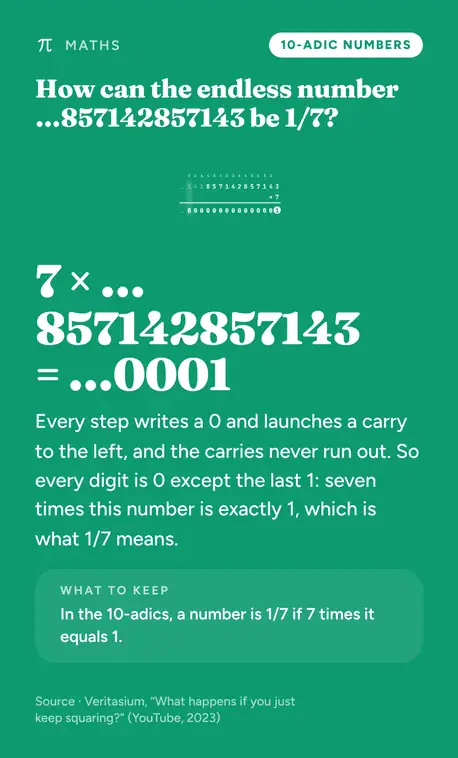 π MATHS
10-ADIC NUMBERS
How can the endless number
...857142857143 be 1/7?
142857142857143
×7
0000000000000001
7 × ...
857142857143
= ...0001
Every step writes a 0 and launches a carry
to the left, and the carries never run out. So
every digit is 0 except the last 1: seven
times this number is exactly 1, which is
what 1/7 means.
WHAT TO KEEP
In the 10-adics, a number is 1/7 if 7 times it
equals 1.
Source · Veritasium, “What happens if you just
keep squaring?” (YouTube, 2023)